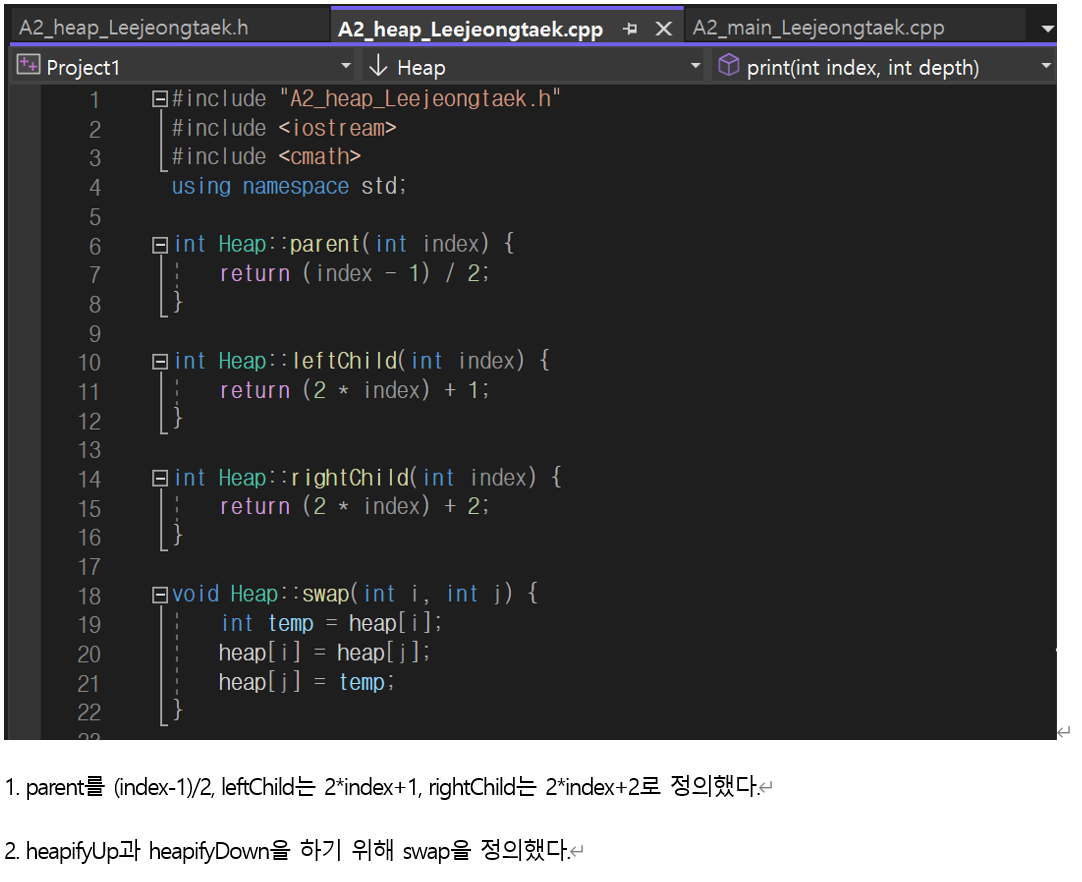 A2_heap_Leejeongtaek.h A2_heap_Leejeongtaek.cpp A2_main_Leejeongtaek.cpp
Project1 Heap print(int index, int depth)
1 #include "A2_heap_Leejeongtaek.h"
2 #include <iostream>
3 #include <cmath>
4 using namespace std;
5
6 int Heap::parent(int index) {
7 return (index - 1) / 2;
8 }
9
10 int Heap::leftChild(int index) {
11 return (2 * index) + 1;
12 }
13
14 int Heap::rightChild(int index) {
15 return (2 * index) + 2;
16 }
17
18 void Heap::swap(int i, int j) {
19 int temp = heap[i];
20 heap[i] = heap[j];
21 heap[j] = temp;
22 }
1. parent를 (index-1)/2, leftChild는 2*index+1, rightChild는 2*index+2로 정의했다.
2. heapifyUp과 heapifyDown을 하기 위해 swap을 정의했다.